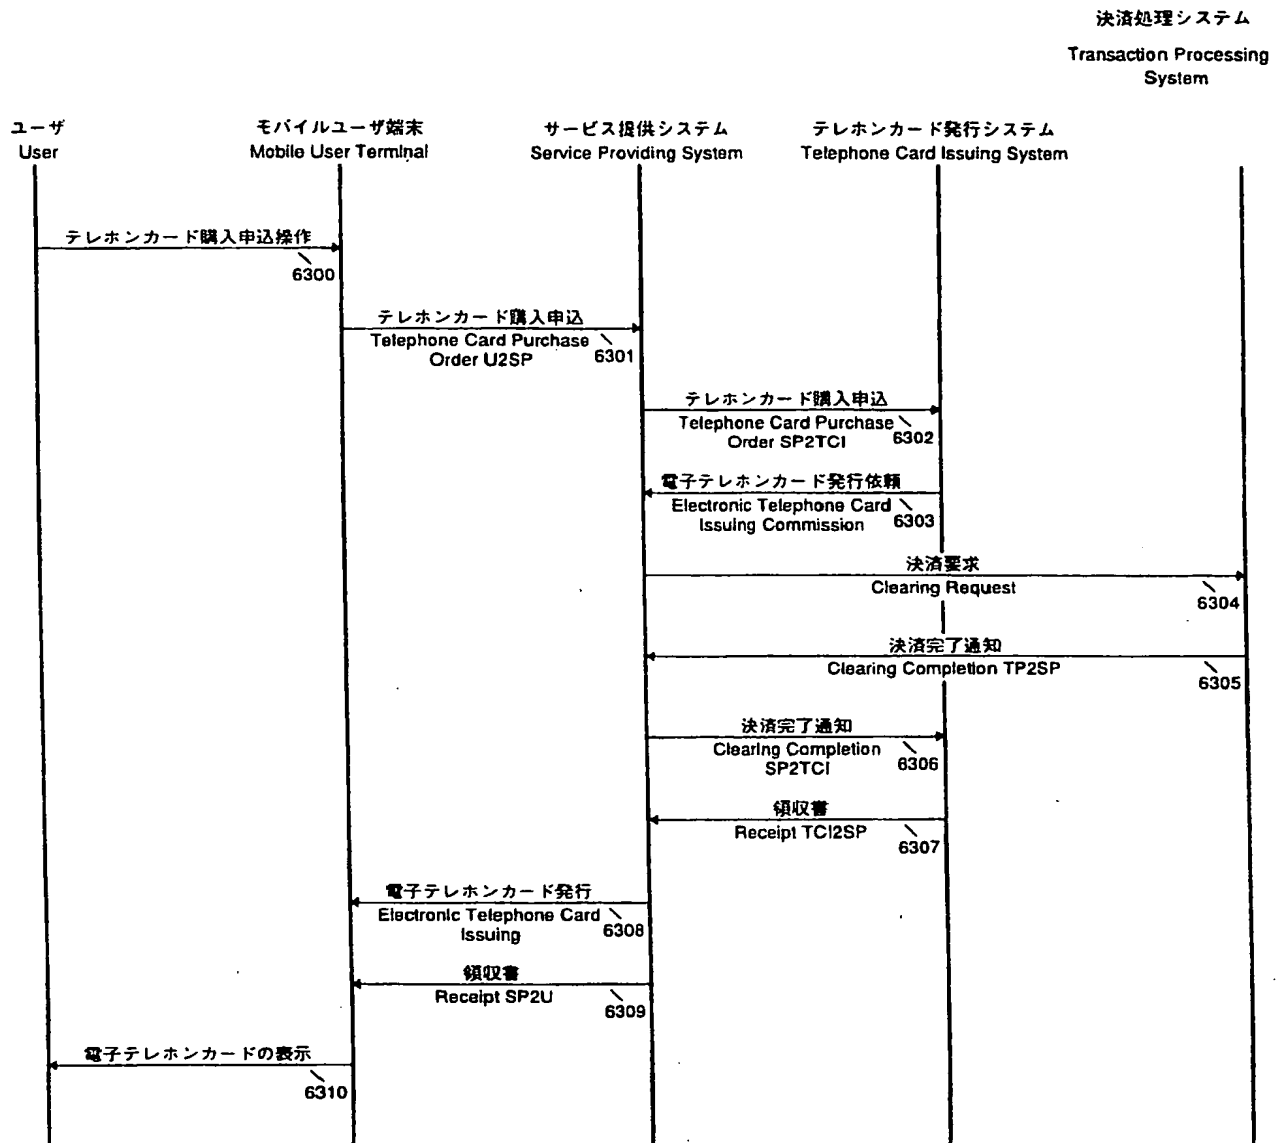 決済処理システム
Transaction Processing
System
ユーザ
User
モバイルユーザ端末
Mobile User Terminal
サービス提供システム
Service Providing System
テレホンカード発行システム
Telephone Card Issuing System
テレホンカード購入申込操作
6300
テレホンカード購入申込
Telephone Card Purchase
Order U2SP
6301
テレホンカード購入申込
Telephone Card Purchase
Order SP2TCI
6302
電子テレホンカード発行依頼
Electronic Telephone Card
Issuing Commission
6303
決済要求
Clearing Request
6304
決済完了通知
Clearing Completion TP2SP
6305
決済完了通知
Clearing Completion
SP2TCI
6306
領収書
Receipt TCI2SP
6307
電子テレホンカード発行
Electronic Telephone Card
Issuing
6308
領収書
Receipt SP2U
6309
電子テレホンカードの表示
6310